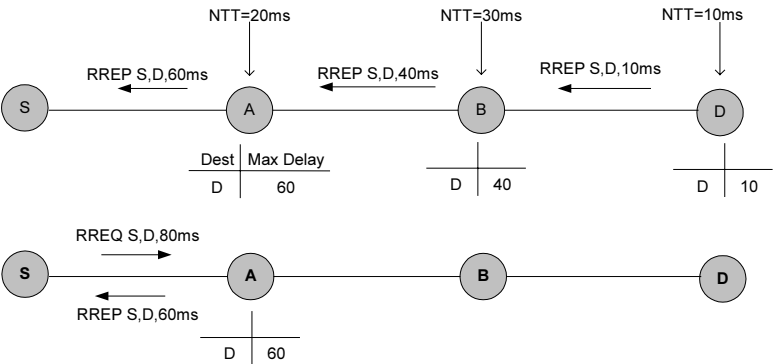 NTT=20ms NTT=30ms NTT=10ms
RREP S,D,60ms RREP S,D,40ms RREP S,D,10ms
S A B D
Dest Max Delay
D 60 D 40 D 10
RREQ S,D,80ms
S A B D
RREP S,D,60ms
D 60